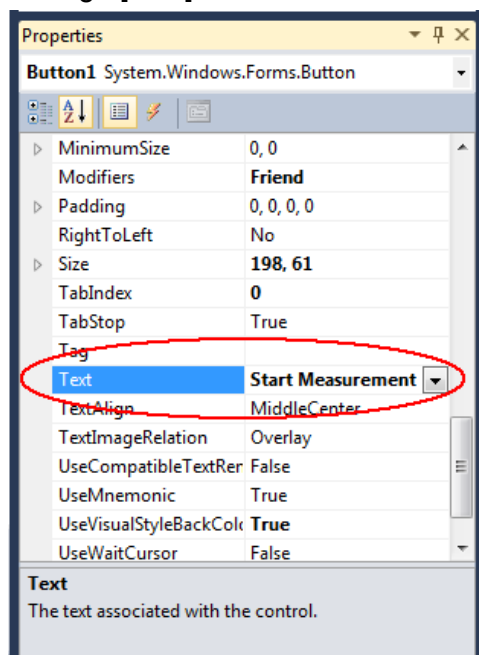 Properties
Button1 System.Windows.Forms.Button
MinimumSize 0, 0
Modifiers Friend
Padding 0, 0, 0, 0
RightToLeft No
Size 198, 61
TabIndex 0
TabStop True
Tag
Text Start Measurement
TextAlign MiddleCenter
TextImageRelation Overlay
UseCompatibleTextRer False
UseMnemonic True
UseVisualStyleBackColo True
UseWaitCursor False
Text
The text associated with the control.